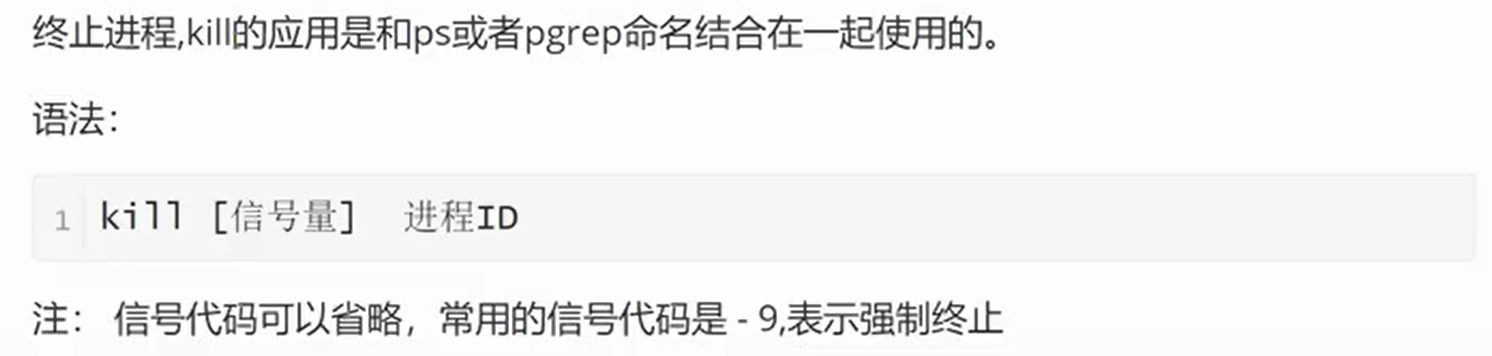 终止进程,kill的应用是和ps或者pgrep命名结合在一起使用的。
语法：
1 kill [信号量]  进程ID
注： 信号代码可以省略，常用的信号代码是 - 9,表示强制终止